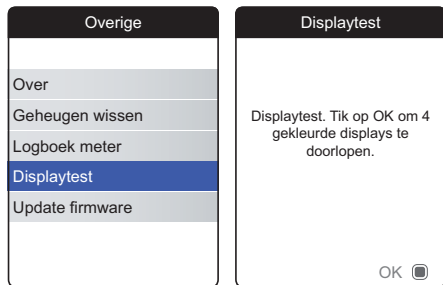 Overige
Over
Geheugen wissen
Logboek meter
Displaytest
Update firmware
Displaytest
Displaytest. Tik op OK om 4
gekleurde displays te
doorlopen.
OK